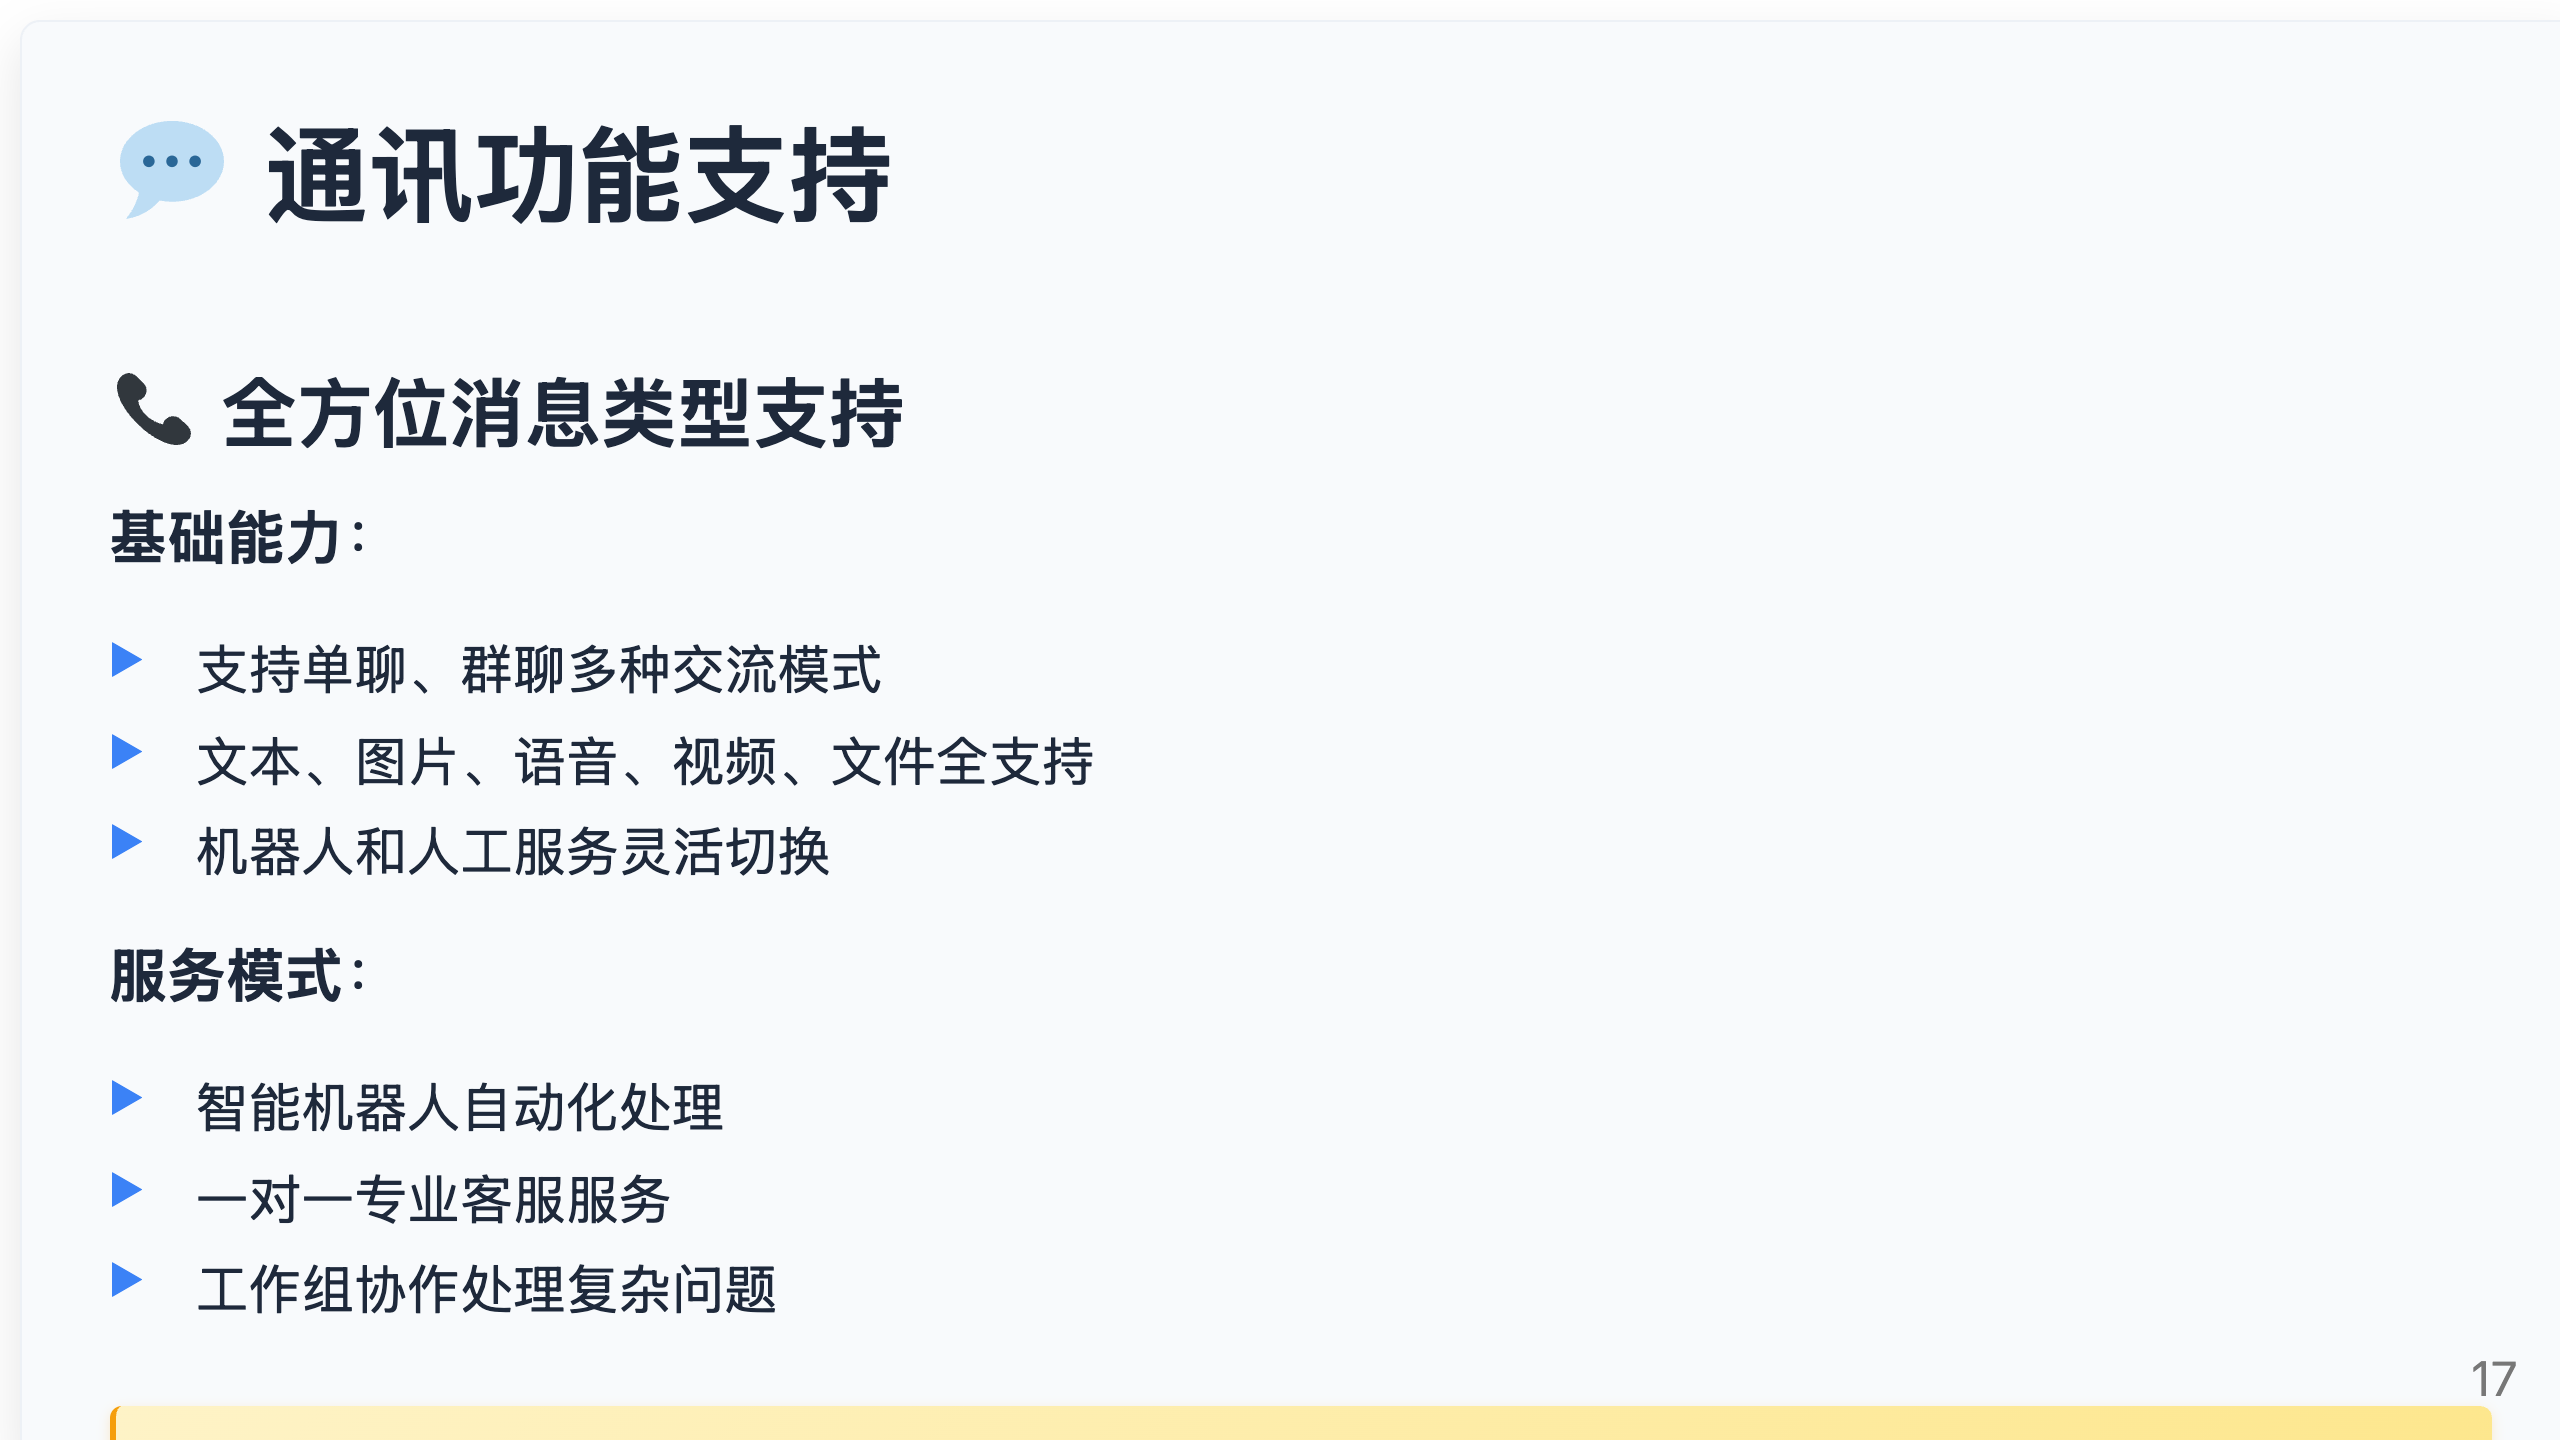 通讯功能支持
全方位消息类型支持
基础能力：
支持单聊、群聊多种交流模式
文本、图片、语音、视频、文件全支持
机器人和人工服务灵活切换
服务模式：
智能机器人自动化处理
一对一专业客服服务
工作组协作处理复杂问题
17